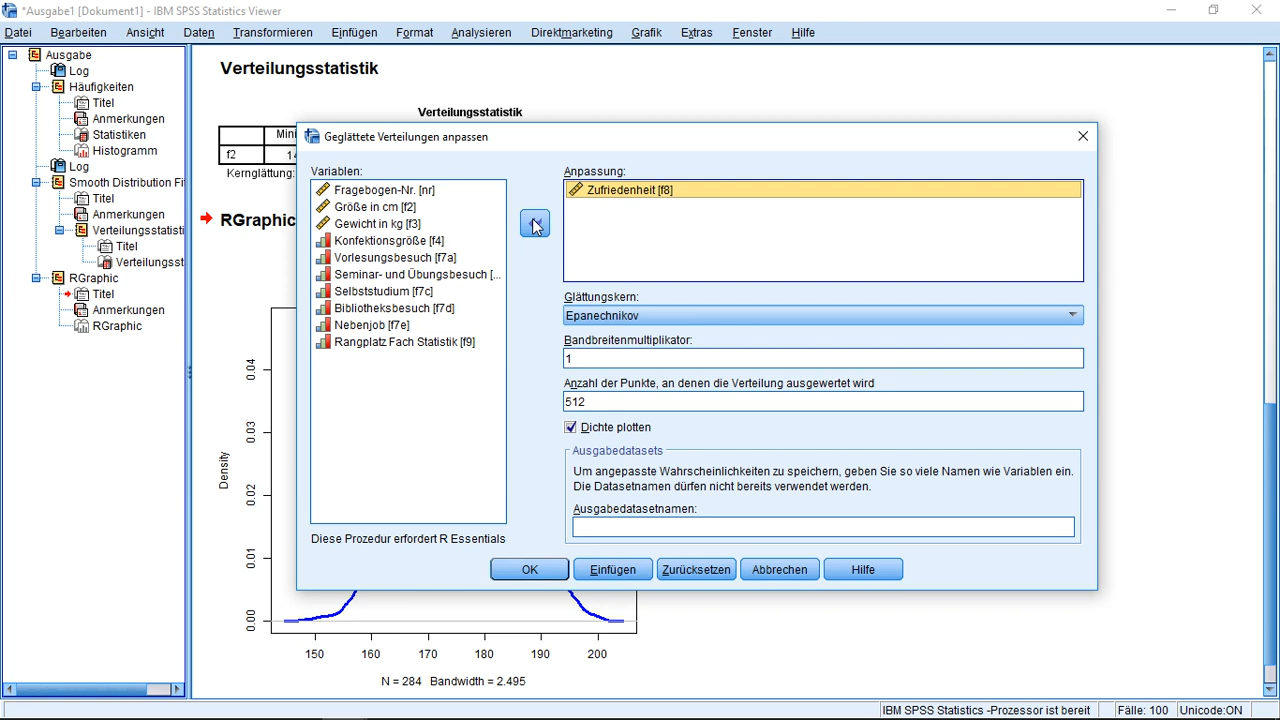 *Ausgabe1 [Dokument1] - IBM SPSS Statistics Viewer
Datei Bearbeiten Ansicht Daten Transformieren Einfügen Format Analysieren Direktmarketing Grafik Extras Fenster Hilfe
Ausgabe
Log
Häufigkeiten
Titel
Anmerkungen
Statistiken
Histogramm
Log
Smooth Distribution Fi
Titel
Anmerkungen
Verteilungsstatisti
Titel
Verteilungsst
RGraphic
Titel
Anmerkungen
RGraphic
Verteilungsstatistik
Verteilungsstatistik
Mini
f2 14
Kernglättung:
RGraphic
Geglättete Verteilungen anpassen
Variablen:
Fragebogen-Nr. [nr]
Größe in cm [f2]
Gewicht in kg [f3]
Konfektionsgröße [f4]
Vorlesungsbesuch [f7a]
Seminar- und Übungsbesuch [...
Selbststudium [f7c]
Bibliotheksbesuch [f7d]
Nebenjob [f7e]
Rangplatz Fach Statistik [f9]
Diese Prozedur erfordert R Essentials
Anpassung:
Zufriedenheit [f8]
Glättungskern:
Epanechnikov
Bandbreitenmultiplikator:
1
Anzahl der Punkte, an denen die Verteilung ausgewertet wird
512
Dichte plotten
Ausgabedatasets
Um angepasste Wahrscheinlichkeiten zu speichern, geben Sie so viele Namen wie Variablen ein.
Die Datasetnamen dürfen nicht bereits verwendet werden.
Ausgabedatasetnamen:
OK Einfügen Zurücksetzen Abbrechen Hilfe
Density
0.04
0.03
0.02
0.01
0.00
150 160 170 180 190 200
N = 284 Bandwidth = 2.495
IBM SPSS Statistics -Prozessor ist bereit Fälle: 100 Unicode:ON